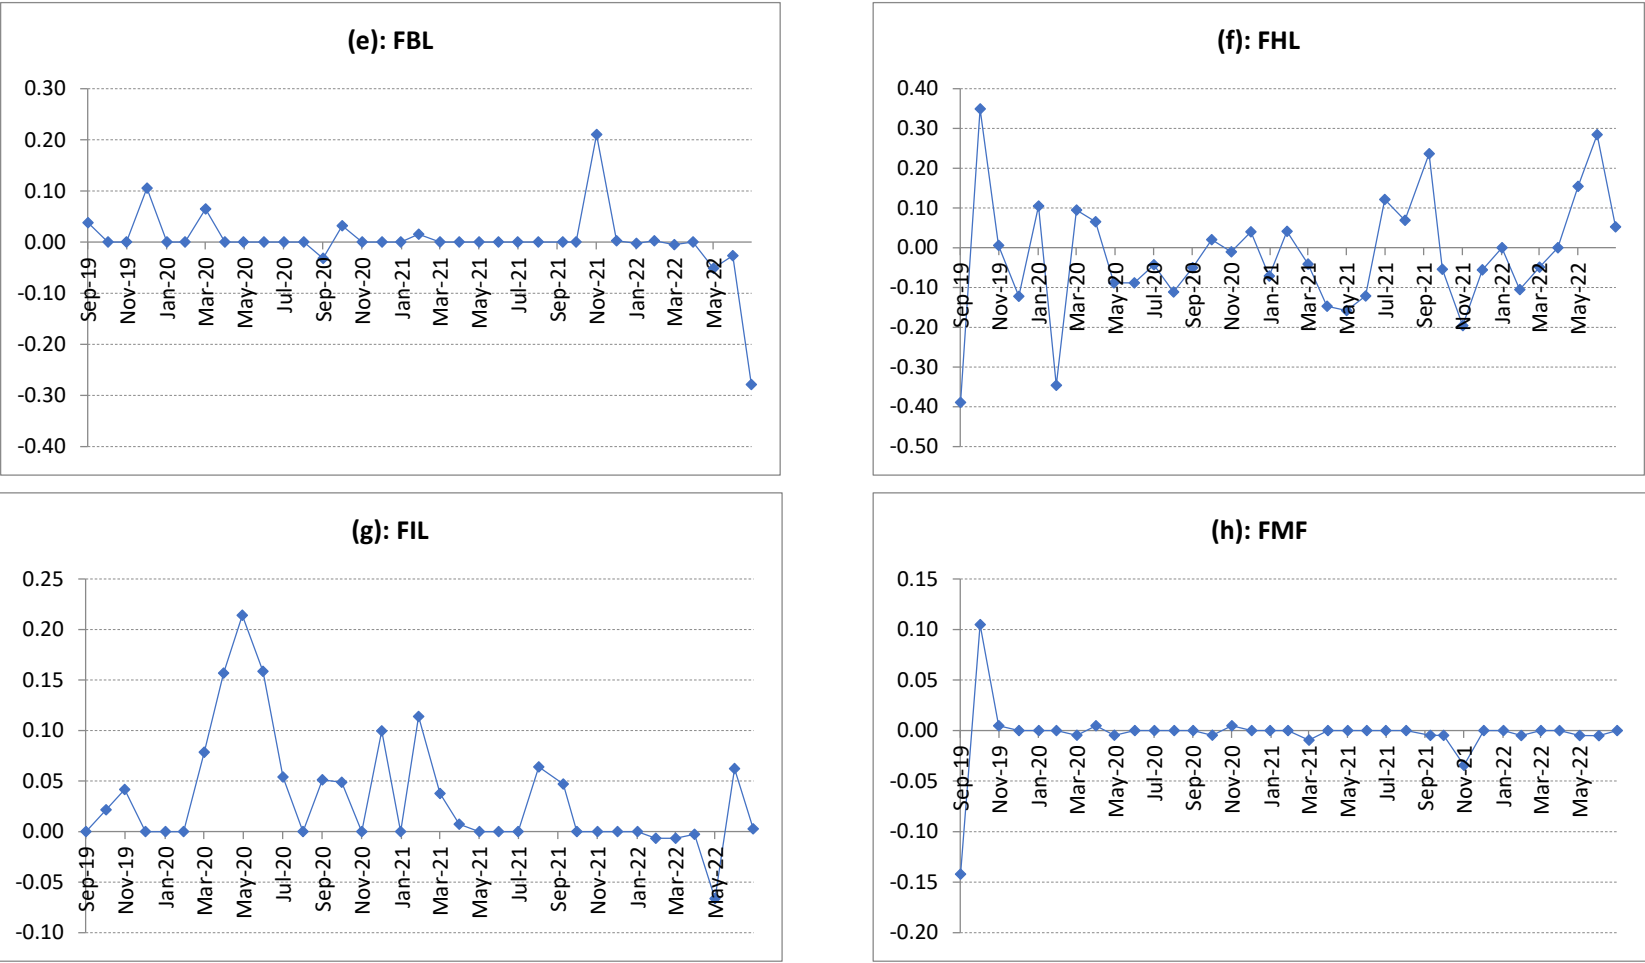 (e): FBL
0.30
0.20
0.10
0.00
-0.10
-0.20
-0.30
-0.40
Sep-19
Nov-19
Jan-20
Mar-20
May-20
Jul-20
Sep-20
Nov-20
Jan-21
Mar-21
May-21
Jul-21
Sep-21
Nov-21
Jan-22
Mar-22
May-22
(f): FHL
0.40
0.30
0.20
0.10
0.00
-0.10
-0.20
-0.30
-0.40
-0.50
Sep-19
Nov-19
Jan-20
Mar-20
May-20
Jul-20
Sep-20
Nov-20
Jan-21
Mar-21
May-21
Jul-21
Sep-21
Nov-21
Jan-22
Mar-22
May-22
(g): FIL
0.25
0.20
0.15
0.10
0.05
0.00
-0.05
-0.10
Sep-19
Nov-19
Jan-20
Mar-20
May-20
Jul-20
Sep-20
Nov-20
Jan-21
Mar-21
May-21
Jul-21
Sep-21
Nov-21
Jan-22
Mar-22
May-22
(h): FMF
0.15
0.10
0.05
0.00
-0.05
-0.10
-0.15
-0.20
Sep-19
Nov-19
Jan-20
Mar-20
May-20
Jul-20
Sep-20
Nov-20
Jan-21
Mar-21
May-21
Jul-21
Sep-21
Nov-21
Jan-22
Mar-22
May-22